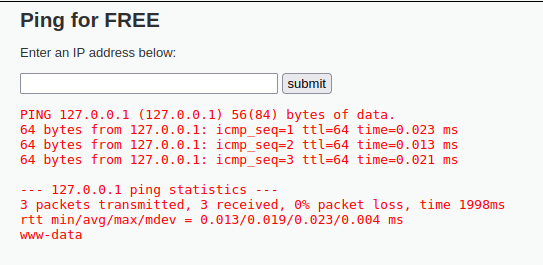 Ping for FREE
Enter an IP address below:
submit
PING 127.0.0.1 (127.0.0.1) 56(84) bytes of data.
64 bytes from 127.0.0.1: icmp_seq=1 ttl=64 time=0.023 ms
64 bytes from 127.0.0.1: icmp_seq=2 ttl=64 time=0.013 ms
64 bytes from 127.0.0.1: icmp_seq=3 ttl=64 time=0.021 ms
--- 127.0.0.1 ping statistics ---
3 packets transmitted, 3 received, 0% packet loss, time 1998ms
rtt min/avg/max/mdev = 0.013/0.019/0.023/0.004 ms
www-data